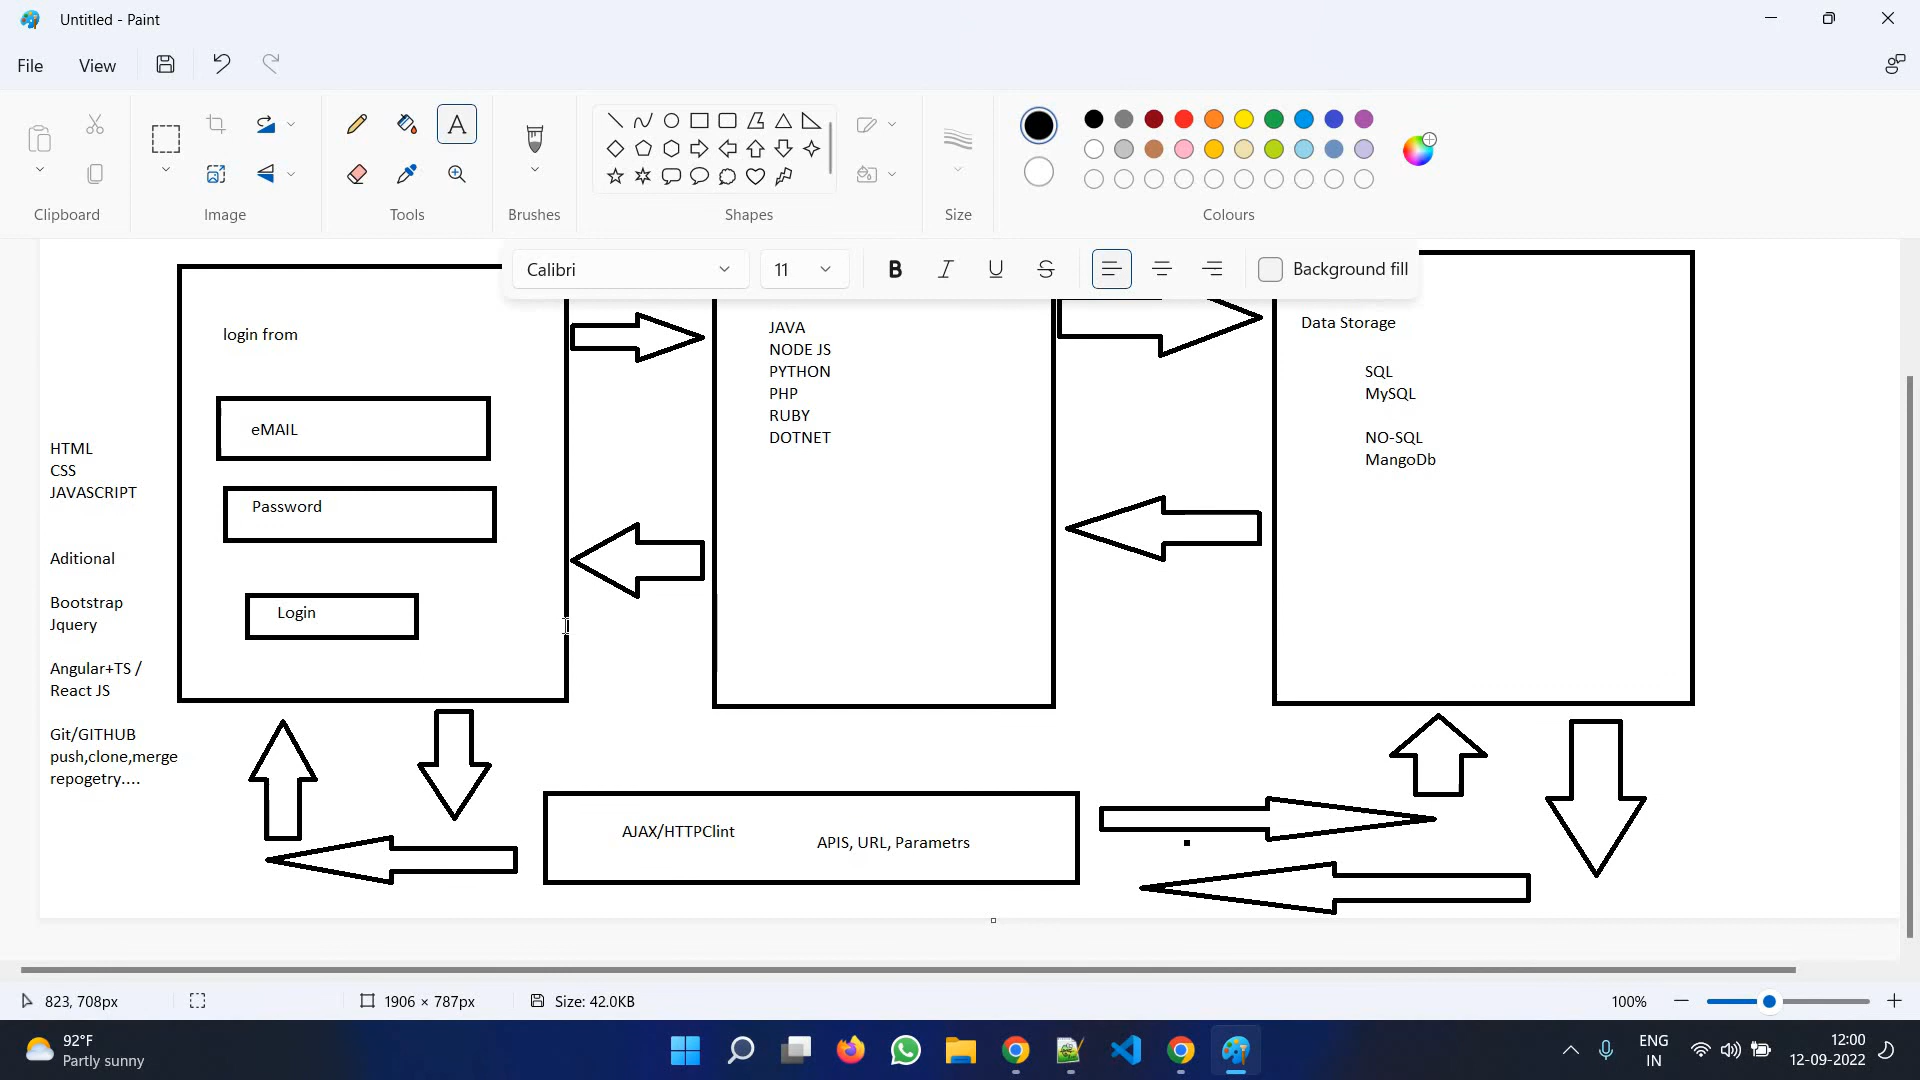 Untitled - Paint
File
View
Clipboard
Image
Tools
Brushes
Shapes
Size
Colours
Calibri
11
B
I
U
S
Background fill
login from
eMAIL
Password
Login
HTML
CSS
JAVASCRIPT
Aditional
Bootstrap
Jquery
Angular+TS /
React JS
Git/GITHUB
push,clone,merge
repogetry....
JAVA
NODE JS
PYTHON
PHP
RUBY
DOTNET
Data Storage
SQL
MySQL
NO-SQL
MangoDb
AJAX/HTTPClint
APIS, URL, Parametrs
823, 708px
1906 × 787px
Size: 42.0KB
100%
92°F
Partly sunny
ENG
IN
12:00
12-09-2022